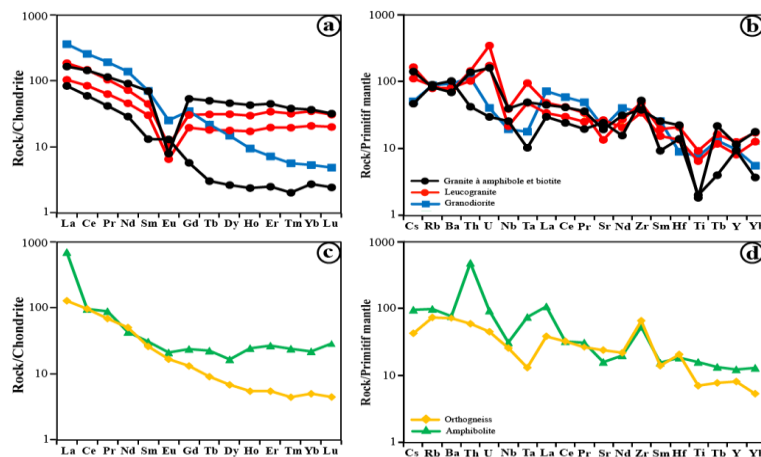 a
Rock/Chondrite
1000
100
10
1
La Ce Pr Nd Sm Eu Gd Tb Dy Ho Er Tm Yb Lu
b
Rock/Primitif mantle
1000
100
10
1
Granite à amphibole et biotite
Leucogranite
Granodiorite
Cs Rb Ba Th U Nb Ta La Ce Pr Sr Nd Zr Sm Hf Ti Tb Y Yb
c
Rock/Chondrite
1000
100
10
1
La Ce Pr Nd Sm Eu Gd Tb Dy Ho Er Tm Yb Lu
d
Rock/Primitif mantle
1000
100
10
1
Orthogneiss
Amphibolite
Cs Rb Ba Th U Nb Ta La Ce Pr Sr Nd Zr Sm Hf Ti Tb Y Yb